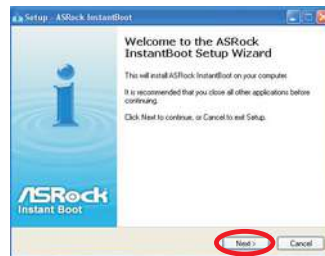 Setup - ASRock InstantBoot
Welcome to the ASRock
InstantBoot Setup Wizard
This will install ASRock InstantBoot on your computer.
It is recommended that you close all other applications before
continuing.
Click Next to continue, or Cancel to exit Setup.
ASRock
Instant Boot
Next >
Cancel